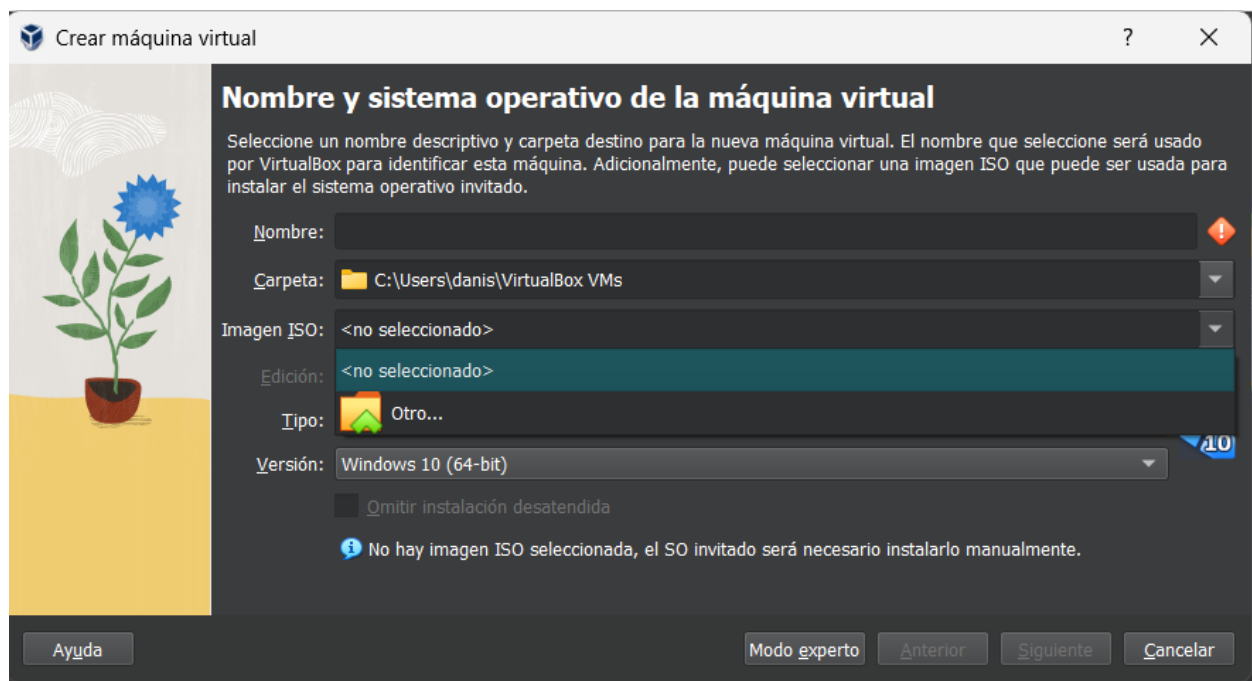 Crear máquina virtual
?
Nombre y sistema operativo de la máquina virtual
Seleccione un nombre descriptivo y carpeta destino para la nueva máquina virtual. El nombre que seleccione será usado
por VirtualBox para identificar esta máquina. Adicionalmente, puede seleccionar una imagen ISO que puede ser usada para
instalar el sistema operativo invitado.
Nombre:
Carpeta: C:\Users\danis\VirtualBox VMs
Imagen ISO: <no seleccionado>
Edición: <no seleccionado>
Tipo: Otro...
10
Versión: Windows 10 (64-bit)
Omitir instalación desatendida
No hay imagen ISO seleccionada, el SO invitado será necesario instalarlo manualmente.
Ayuda Modo experto Anterior Siguiente Cancelar